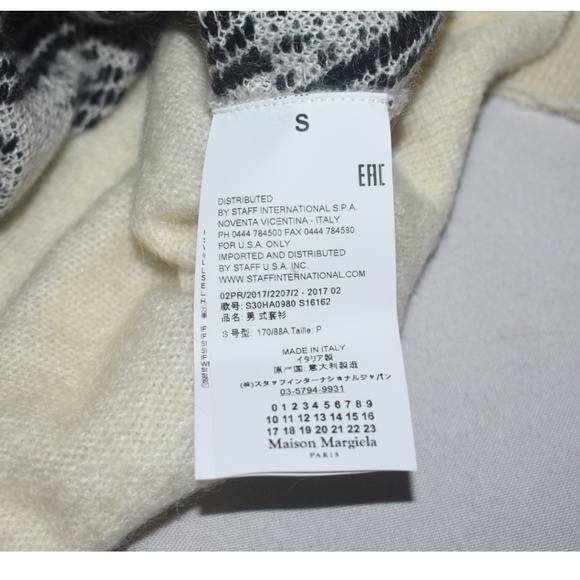 S
EAC
DISTRIBUTED
BY STAFF INTERNATIONAL S.P.A.
NOVENTA VICENTINA - ITALY
PH 0444 784500 FAX 0444 784580
FOR U.S.A. ONLY
IMPORTED AND DISTRIBUTED
BY STAFF U.S.A. INC.
WWW.STAFFINTERNATIONAL.COM
02PR/2017/2207/2 - 2017 02
款号: S30HA0980 S16162
品名: 男 式套衫
S 号型: 170/88A Taille: P
MADE IN ITALY
イタリア製
原产国: 意大利製造
(株)スタッフインターナショナルジャパン
03-5794-9931
0 1 2 3 4 5 6 7 8 9
10 11 12 13 14 15 16
17 18 19 20 21 22 23
Maison Margiela
PARIS